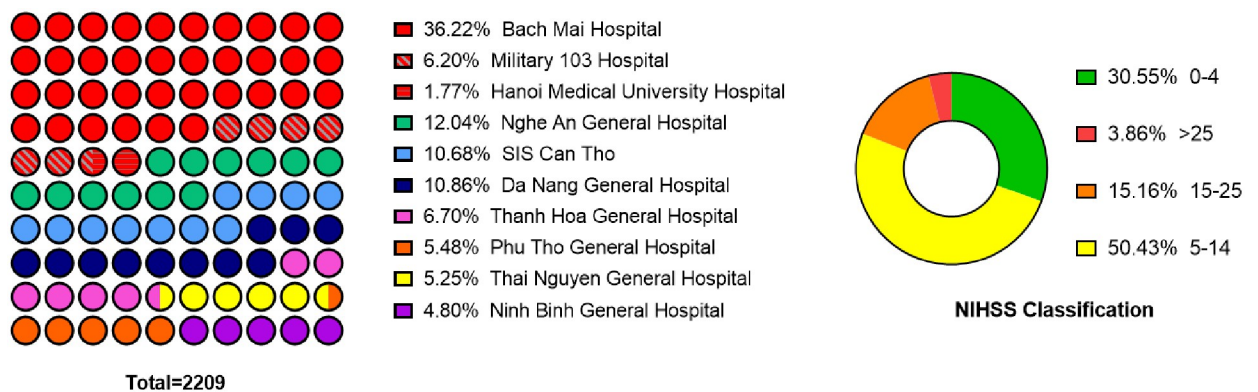 36.22% Bach Mai Hospital
6.20% Military 103 Hospital
1.77% Hanoi Medical University Hospital
12.04% Nghe An General Hospital
10.68% SIS Can Tho
10.86% Da Nang General Hospital
6.70% Thanh Hoa General Hospital
5.48% Phu Tho General Hospital
5.25% Thai Nguyen General Hospital
4.80% Ninh Binh General Hospital
Total=2209
30.55% 0-4
3.86% >25
15.16% 15-25
50.43% 5-14
NIHSS Classification